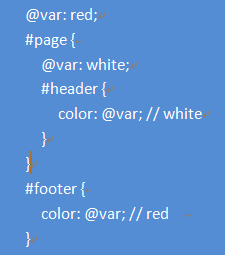 @var: red;
#page {
@var: white;
#header {
color: @var; // white
}
}
#footer {
color: @var; // red
}